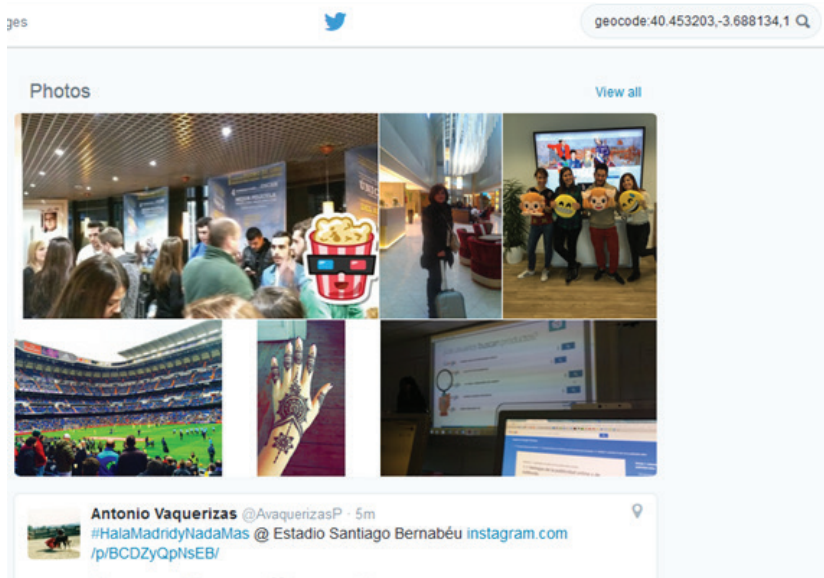 ges
geocode:40.453203,-3.688134,1
Photos
View all
Antonio Vaquerizas @AvaquerizasP · 5m
#HalaMadridyNadaMas @ Estadio Santiago Bernabéu instagram.com
/p/BCDZyQpNsEB/